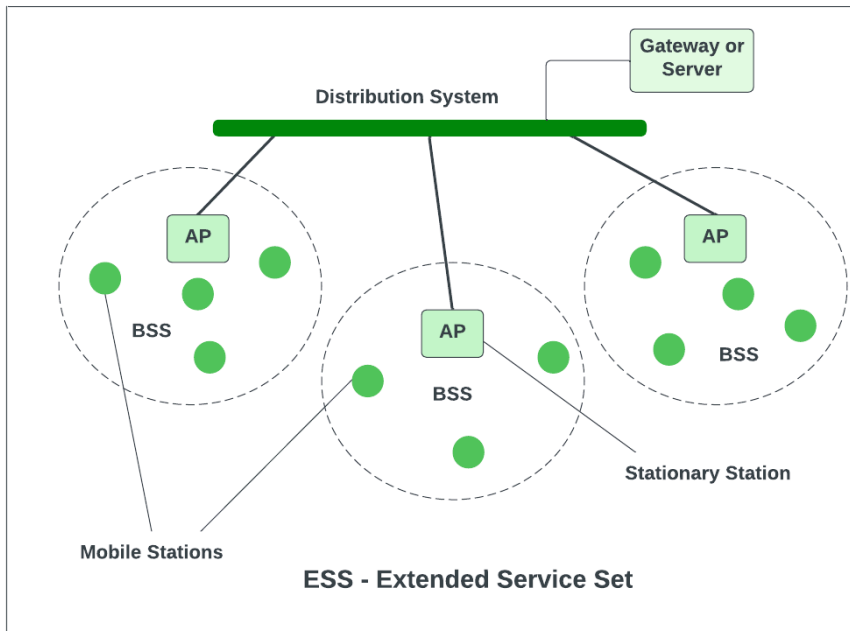 Gateway or
Server
Distribution System
AP
AP
AP
BSS
BSS
BSS
Stationary Station
Mobile Stations
ESS - Extended Service Set